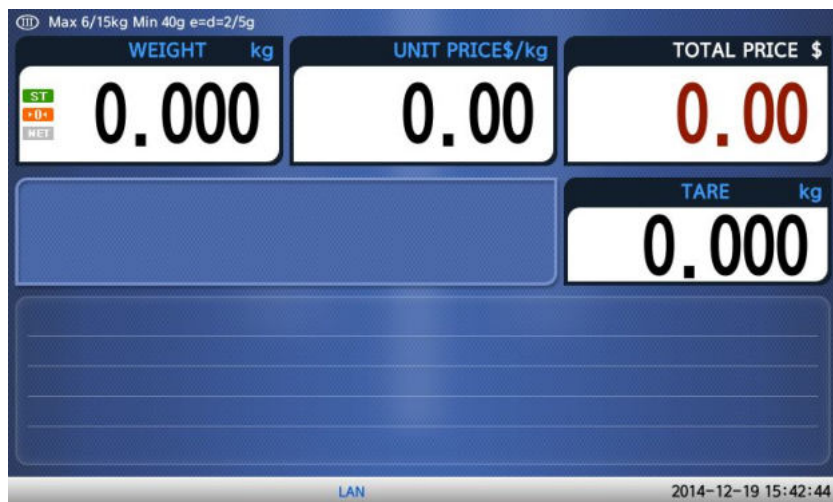 III Max 6/15kg Min 40g e=d=2/5g
WEIGHT kg
UNIT PRICE$/kg
TOTAL PRICE $
ST
▸0◂
NET
0.000
0.00
0.00
TARE kg
0.000
LAN
2014-12-19 15:42:44